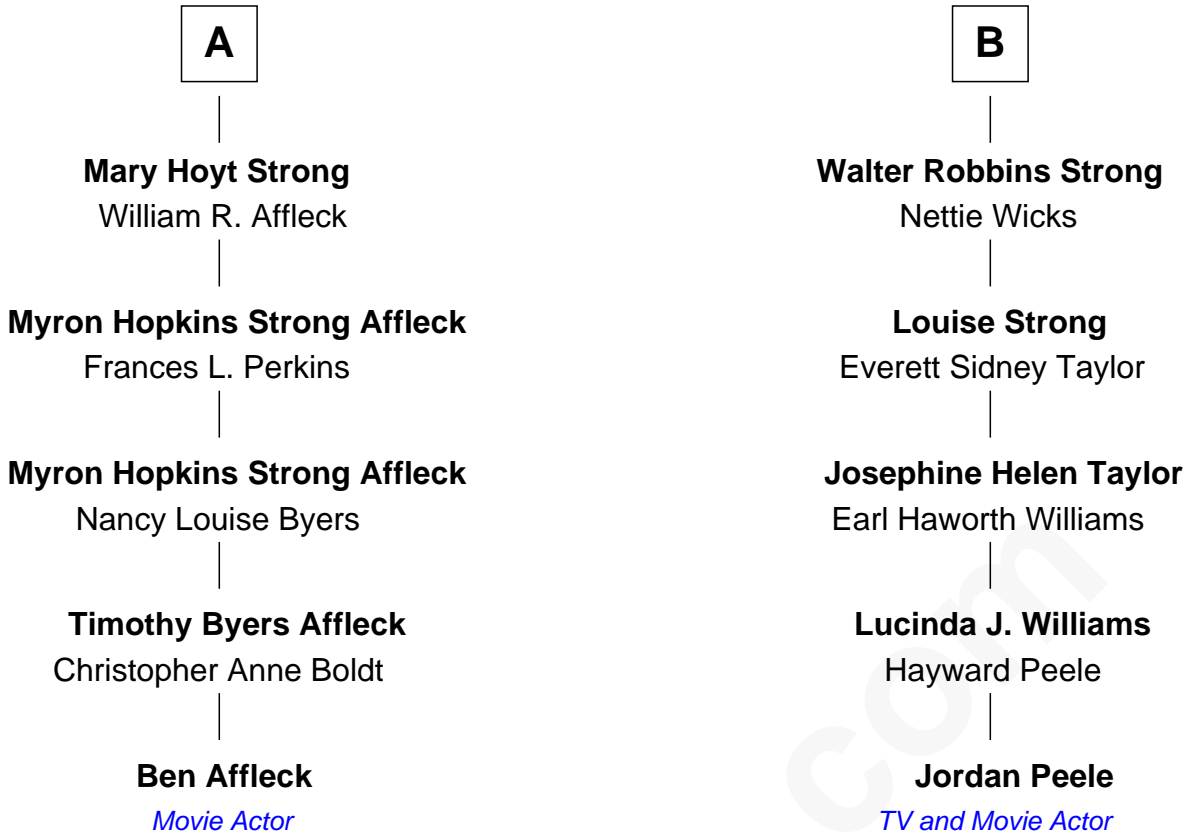 A
Mary Hoyt Strong
William R. Affleck
Myron Hopkins Strong Affleck
Frances L. Perkins
Myron Hopkins Strong Affleck
Nancy Louise Byers
Timothy Byers Affleck
Christopher Anne Boldt
Ben Affleck
Movie Actor
B
Walter Robbins Strong
Nettie Wicks
Louise Strong
Everett Sidney Taylor
Josephine Helen Taylor
Earl Haworth Williams
Lucinda J. Williams
Hayward Peele
Jordan Peele
TV and Movie Actor
com